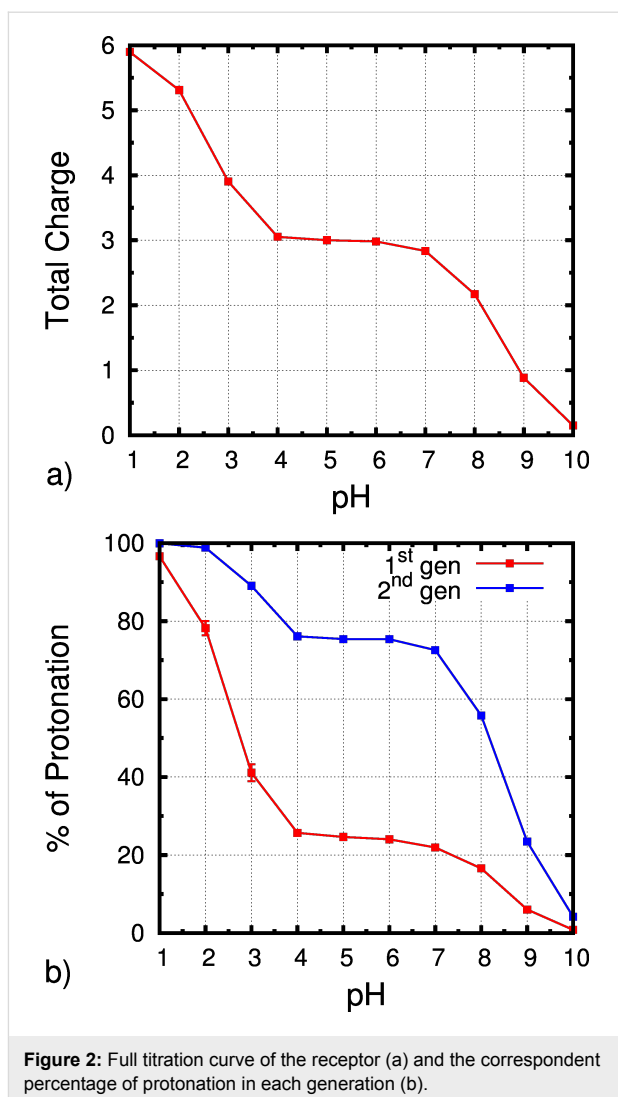 6
5
4
3
2
1
0
Total Charge
1 2 3 4 5 6 7 8 9 10
pH
a)
100
80
60
40
20
0
% of Protonation
1st gen
2nd gen
1 2 3 4 5 6 7 8 9 10
pH
b)
Figure 2: Full titration curve of the receptor (a) and the correspondent
percentage of protonation in each generation (b).